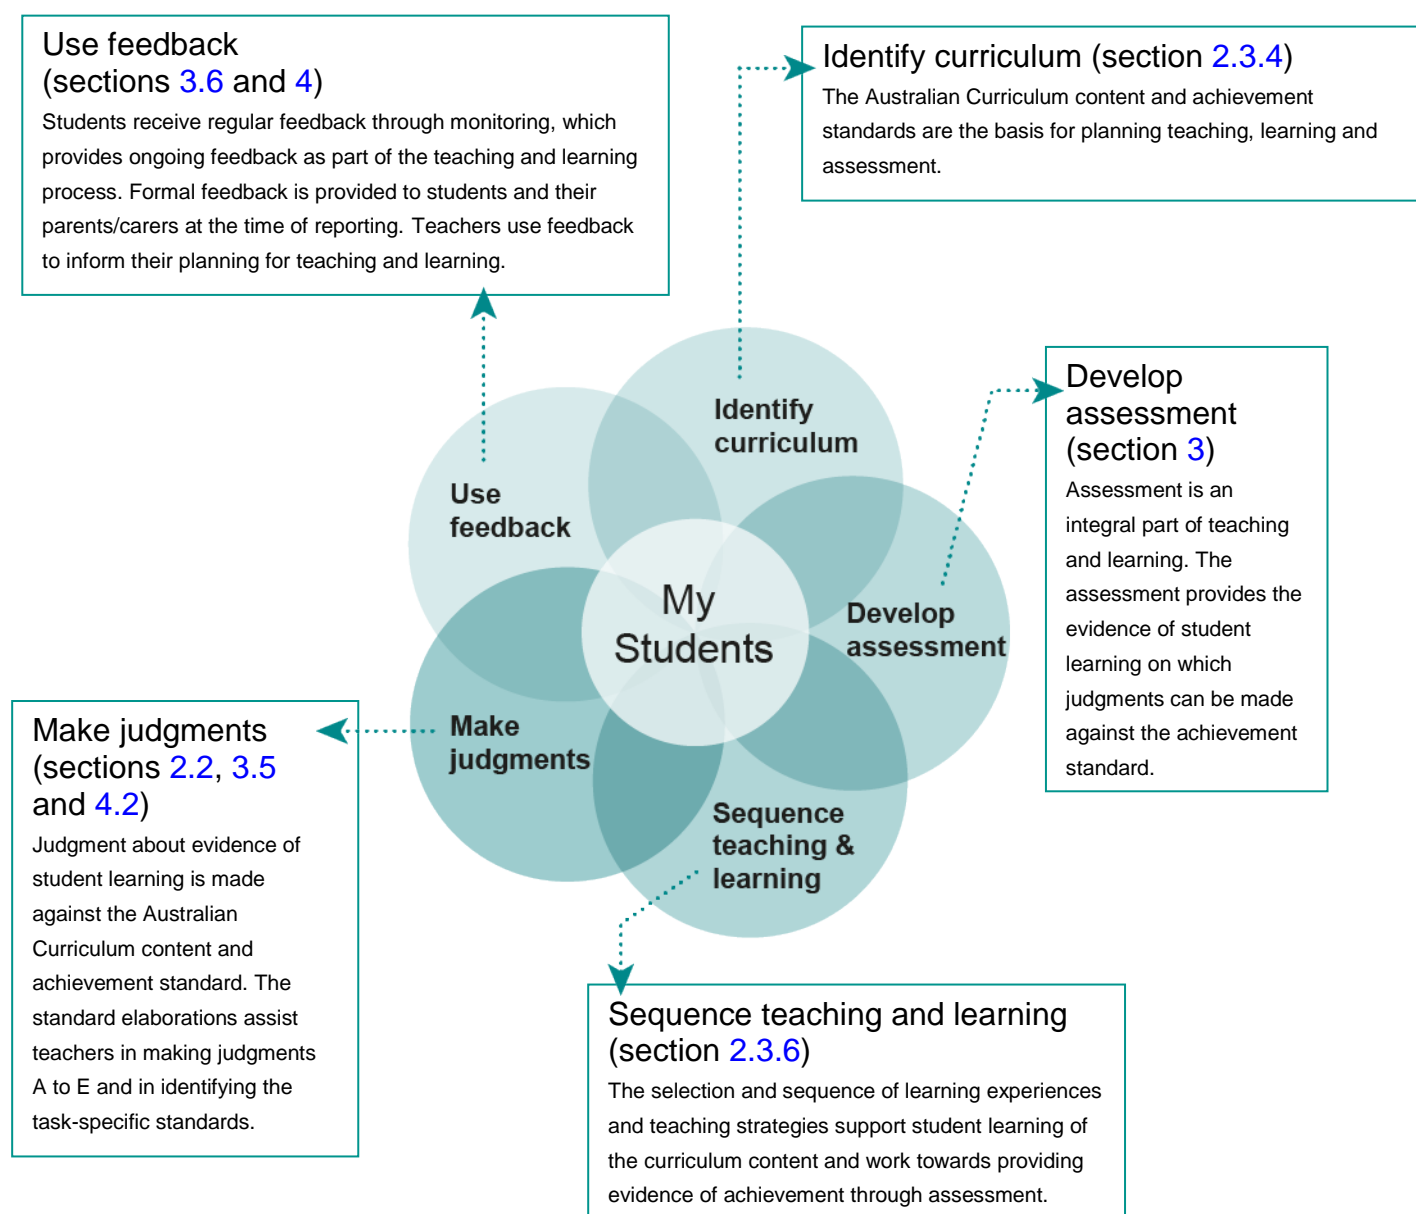 Use feedback
(sections 3.6 and 4)
Students receive regular feedback through monitoring, which
provides ongoing feedback as part of the teaching and learning
process. Formal feedback is provided to students and their
parents/carers at the time of reporting. Teachers use feedback
to inform their planning for teaching and learning.
Identify curriculum (section 2.3.4)
The Australian Curriculum content and achievement
standards are the basis for planning teaching, learning and
assessment.
Develop
assessment
(section 3)
Assessment is an
integral part of teaching
and learning. The
assessment provides the
evidence of student
learning on which
judgments can be made
against the achievement
standard.
Identify
curriculum
Use
feedback
My
Students
Develop
assessment
Make
judgments
Sequence
teaching &
learning
Make judgments
(sections 2.2, 3.5
and 4.2)
Judgment about evidence of
student learning is made
against the Australian
Curriculum content and
achievement standard. The
standard elaborations assist
teachers in making judgments
A to E and in identifying the
task-specific standards.
Sequence teaching and learning
(section 2.3.6)
The selection and sequence of learning experiences
and teaching strategies support student learning of
the curriculum content and work towards providing
evidence of achievement through assessment.